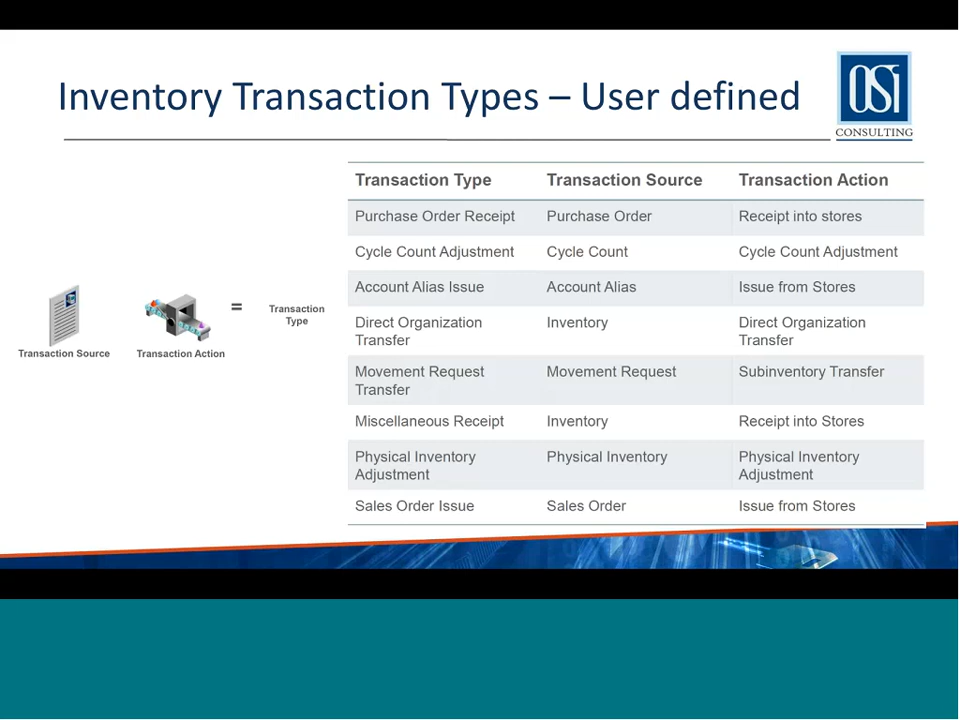 Inventory Transaction Types – User defined
OSi
CONSULTING
Transaction Source
Transaction Action
=
Transaction
Type
Transaction Type Transaction Source Transaction Action
Purchase Order Receipt Purchase Order Receipt into stores
Cycle Count Adjustment Cycle Count Cycle Count Adjustment
Account Alias Issue Account Alias Issue from Stores
Direct Organization Inventory Direct Organization
Transfer Transfer
Movement Request Movement Request Subinventory Transfer
Transfer
Miscellaneous Receipt Inventory Receipt into Stores
Physical Inventory Physical Inventory Physical Inventory
Adjustment Adjustment
Sales Order Issue Sales Order Issue from Stores